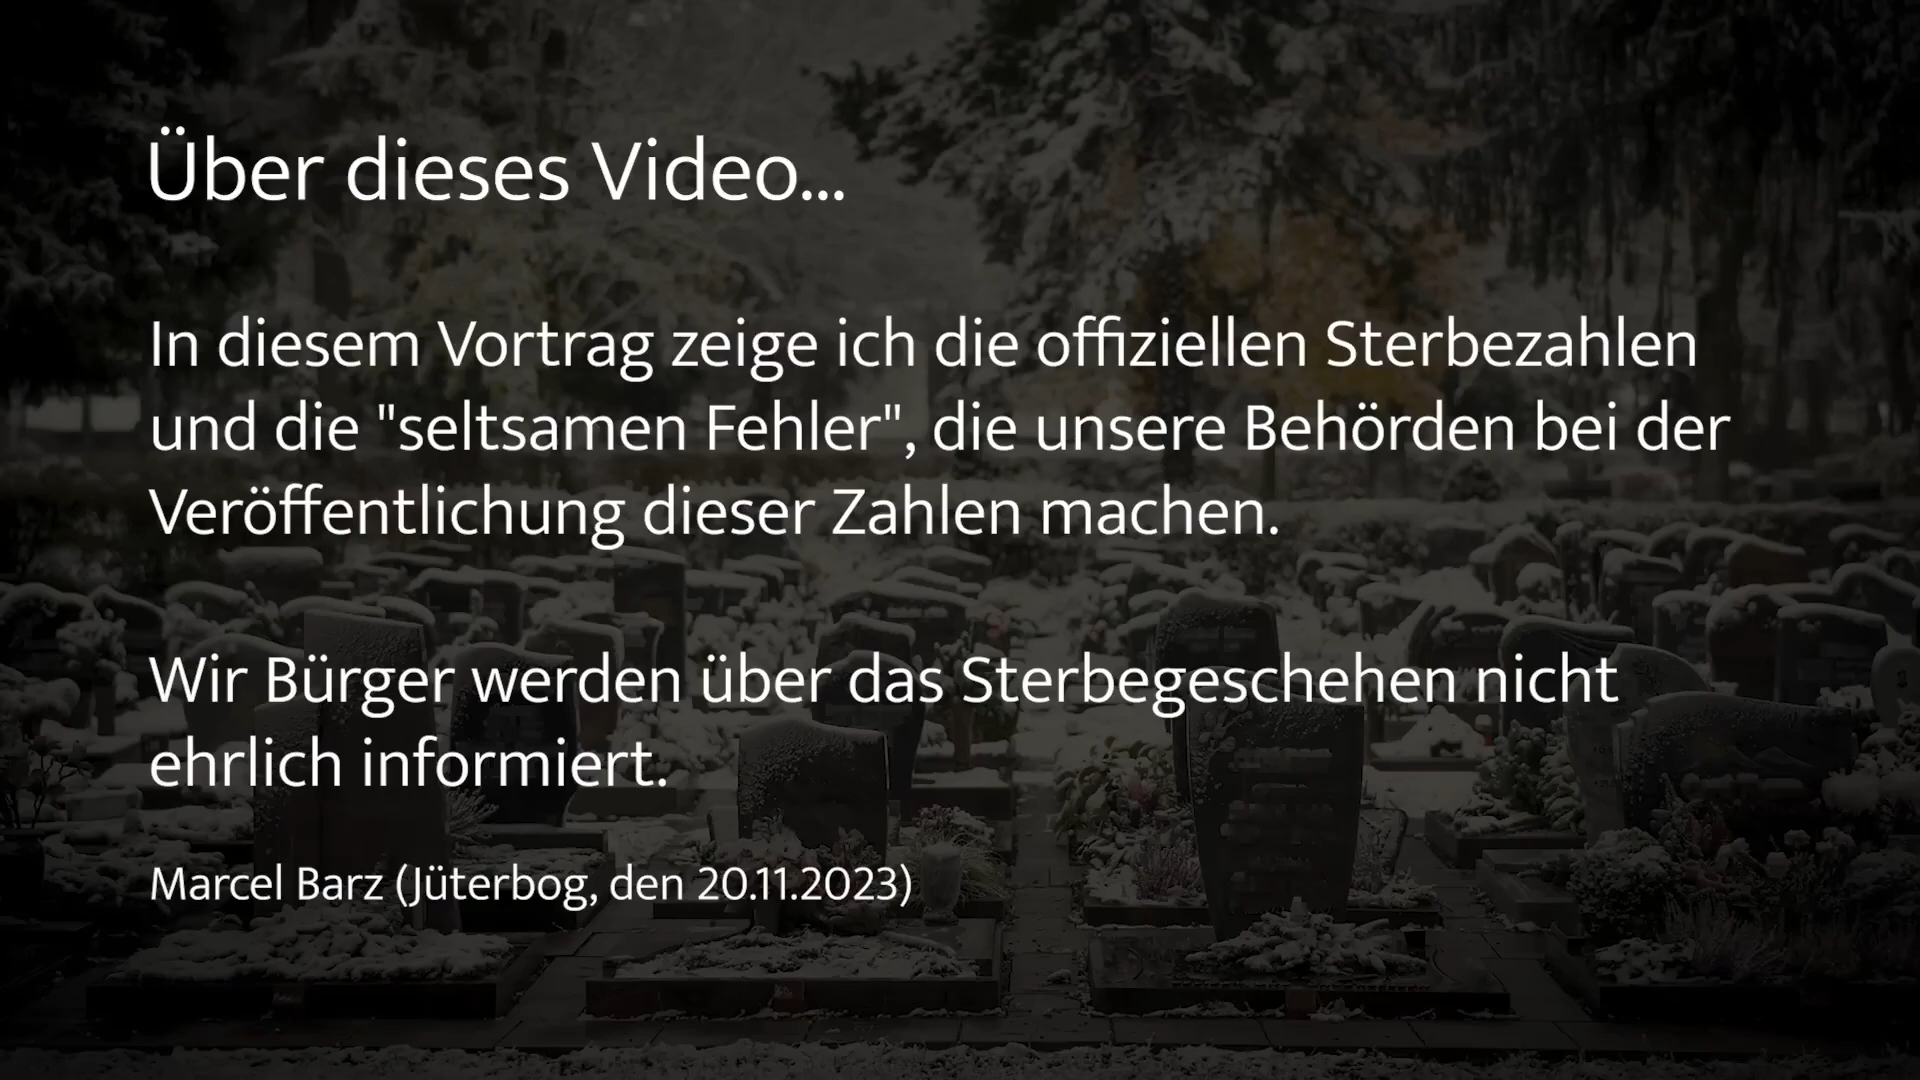 Über dieses Video...
In diesem Vortrag zeige ich die offiziellen Sterbezahlen
und die "seltsamen Fehler", die unsere Behörden bei der
Veröffentlichung dieser Zahlen machen.
Wir Bürger werden über das Sterbegeschehen nicht
ehrlich informiert.
Marcel Barz (Jüterbog, den 20.11.2023)